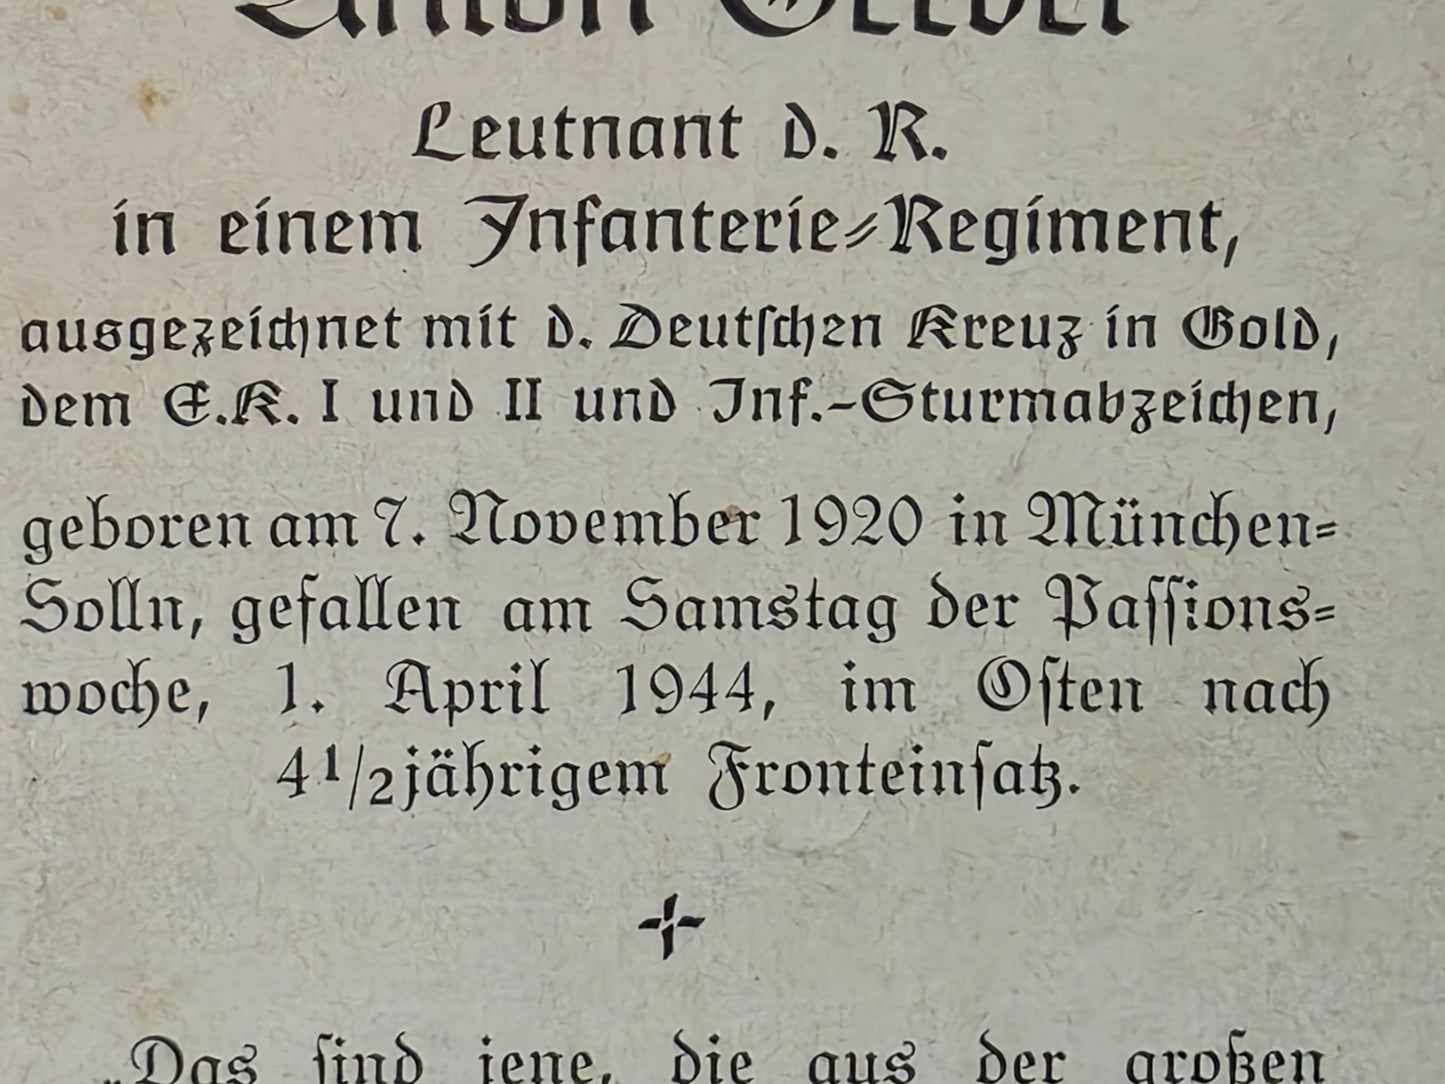 Leutnant d. R.
in einem Infanterie-Regiment,
ausgezeichnet mit d. Deutschen Kreuz in Gold,
dem E.K. I und II und Inf.-Sturmabzeichen,
geboren am 7. November 1920 in München-
Solln, gefallen am Samstag der Passions-
woche, 1. April 1944, im Osten nach
4 1/2jährigem Fronteinsatz.
„Das sind jene, die aus der großen